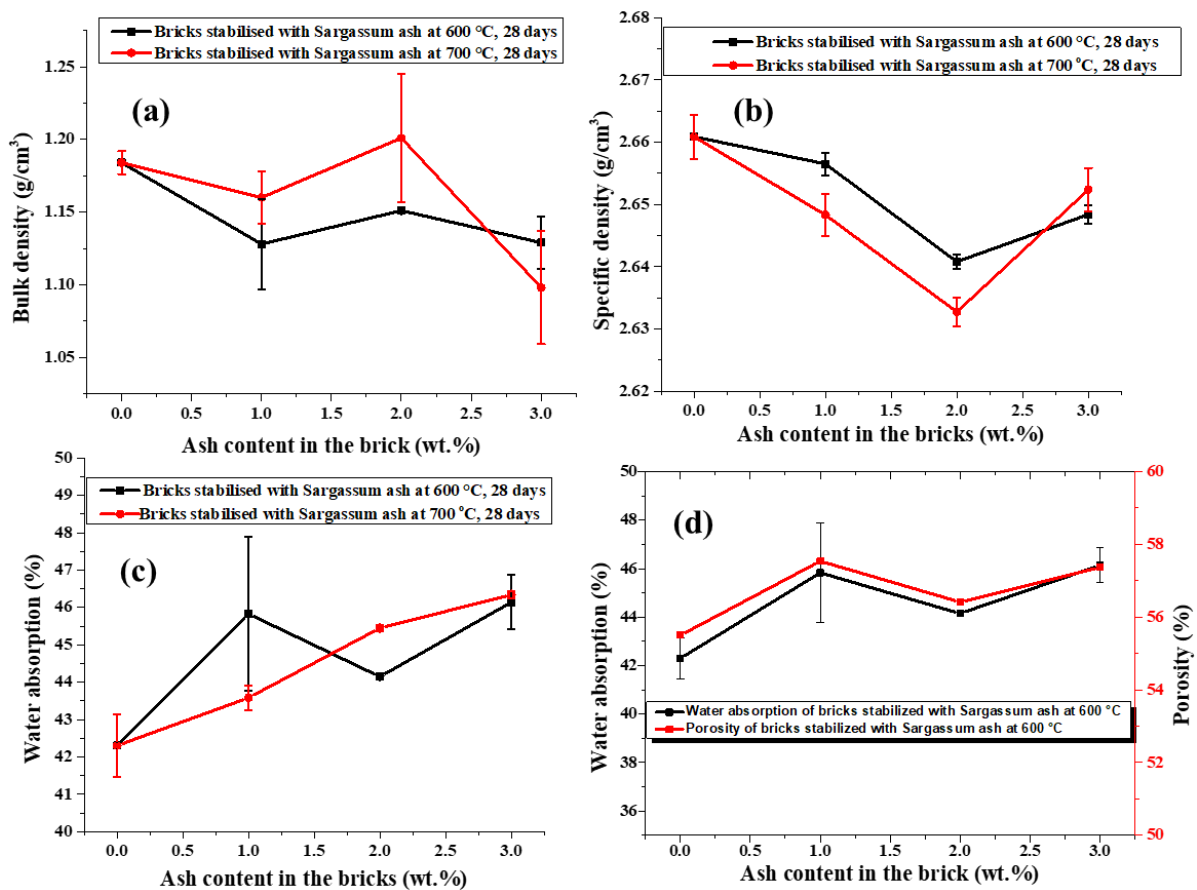 Bricks stabilised with Sargassum ash at 600 °C, 28 days
Bricks stabilised with Sargassum ash at 700 °C, 28 days
(a)
Bulk density (g/cm³)
1.25
1.20
1.15
1.10
1.05
0.0 0.5 1.0 1.5 2.0 2.5 3.0
Ash content in the brick (wt.%)
Bricks stabilised with Sargassum ash at 600 °C, 28 days
Bricks stabilised with Sargassum ash at 700 °C, 28 days
(b)
Specific density (g/cm³)
2.68
2.67
2.66
2.65
2.64
2.63
2.62
0.0 0.5 1.0 1.5 2.0 2.5 3.0
Ash content in the bricks (wt.%)
Bricks stabilised with Sargassum ash at 600 °C, 28 days
Bricks stabilised with Sargassum ash at 700 °C, 28 days
(c)
Water absorption (%)
50
49
48
47
46
45
44
43
42
41
40
0.0 0.5 1.0 1.5 2.0 2.5 3.0
Ash content in the bricks (wt.%)
(d)
Water absorption (%)
50
48
46
44
42
40
38
36
Water absorption of bricks stabilized with Sargassum ash at 600 °C
Porosity of bricks stabilized with Sargassum ash at 600 °C
60
58
56
54
52
50
Porosity (%)
0.0 0.5 1.0 1.5 2.0 2.5 3.0
Ash content in the bricks (wt.%)